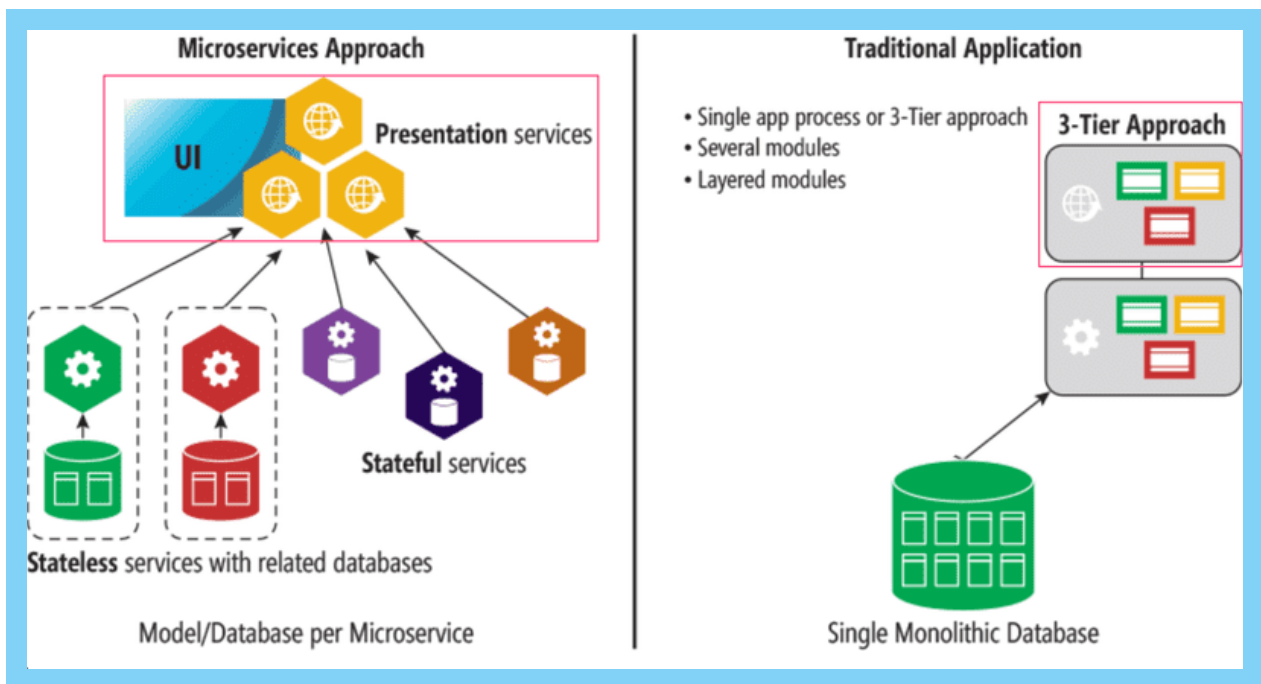 Microservices Approach
UI
Presentation services
Stateful services
Stateless services with related databases
Model/Database per Microservice
Traditional Application
• Single app process or 3-Tier approach
• Several modules
• Layered modules
3-Tier Approach
Single Monolithic Database